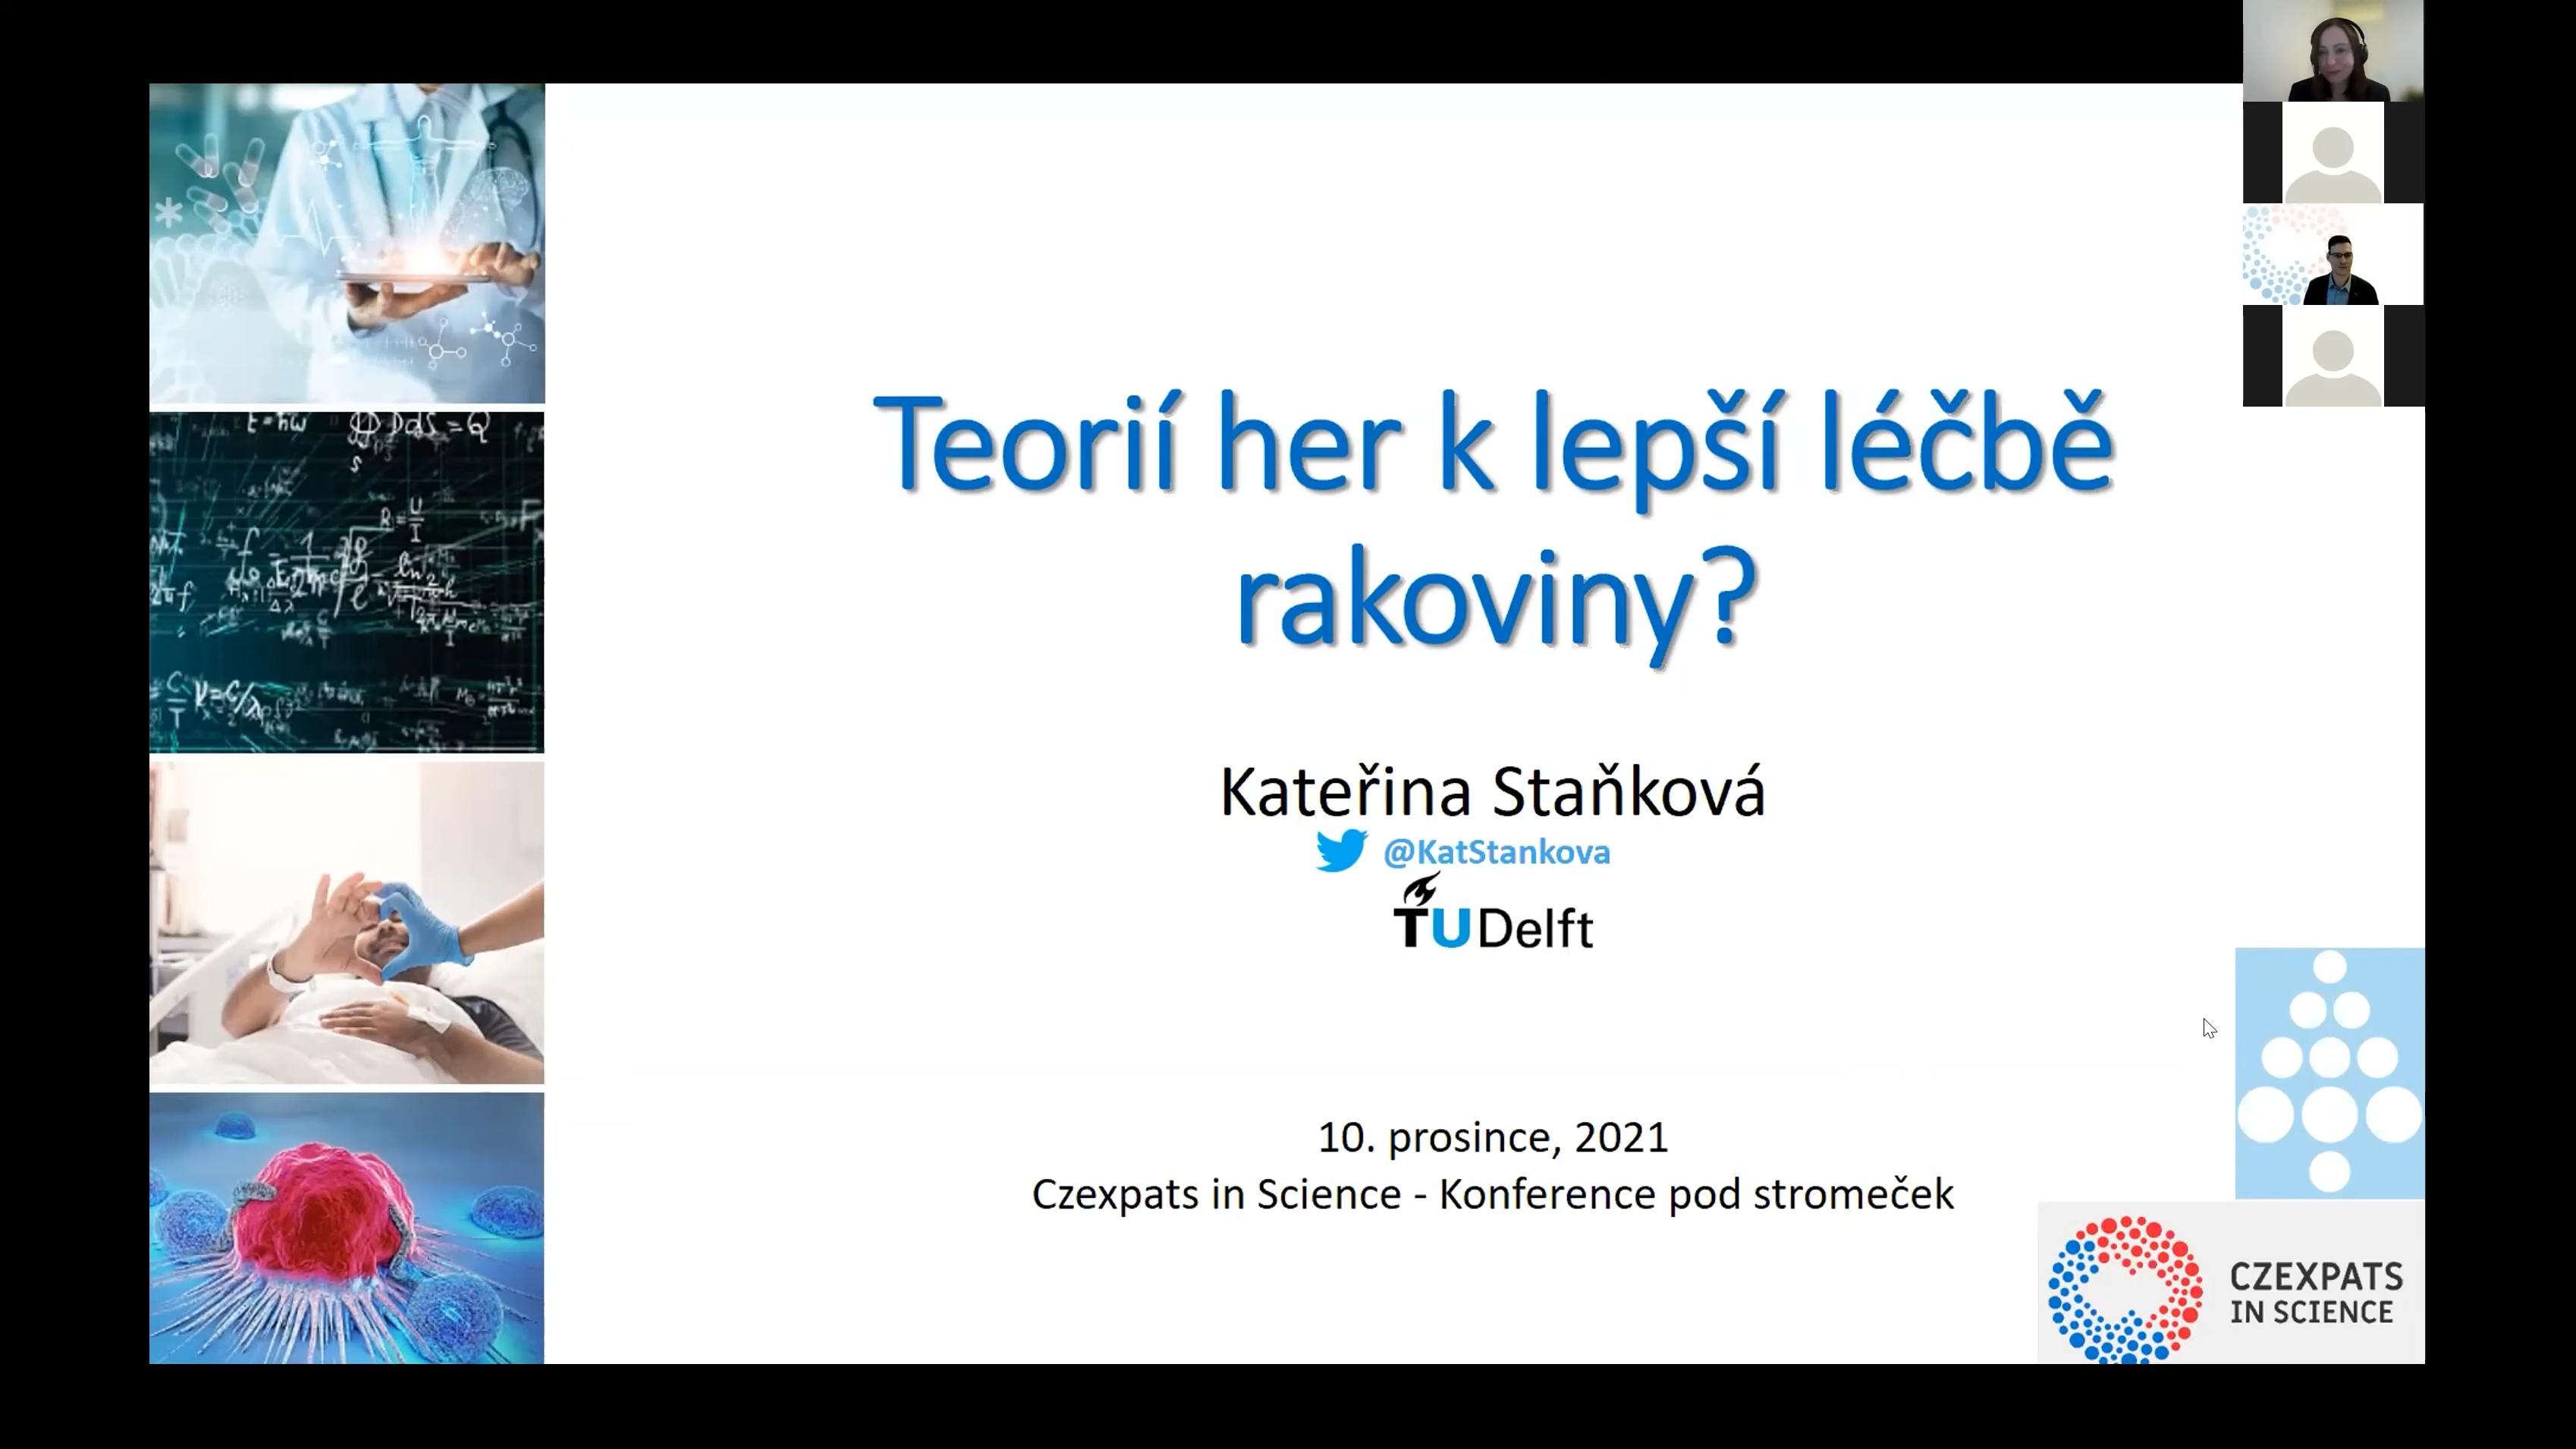 Teorií her k lepší léčbě
rakoviny?
Kateřina Staňková
@KatStankova
TUDelft
10. prosince, 2021
Czexpats in Science - Konference pod stromeček
CZEXPATS
IN SCIENCE